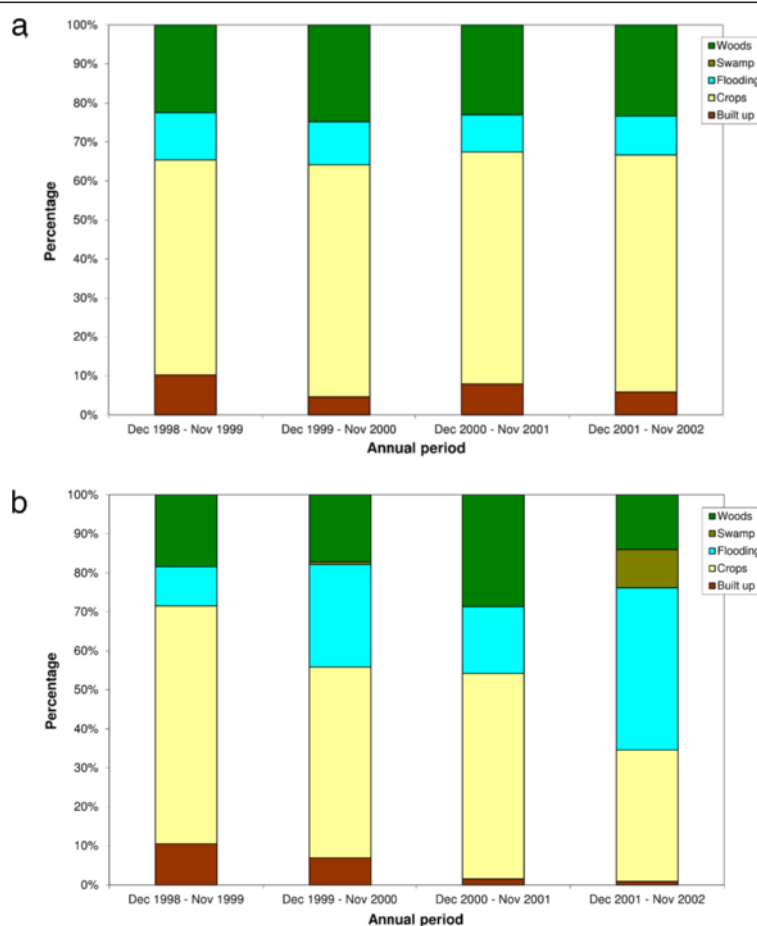 a
100%
90%
80%
70%
60%
50%
40%
30%
20%
10%
0%
Percentage
Woods
Swamp
Flooding
Crops
Built up
Dec 1998 - Nov 1999 Dec 1999 - Nov 2000 Dec 2000 - Nov 2001 Dec 2001 - Nov 2002
Annual period
b
100%
90%
80%
70%
60%
50%
40%
30%
20%
10%
0%
Percentage
Woods
Swamp
Flooding
Crops
Built up
Dec 1998 - Nov 1999 Dec 1999 - Nov 2000 Dec 2000 - Nov 2001 Dec 2001 - Nov 2002
Annual period